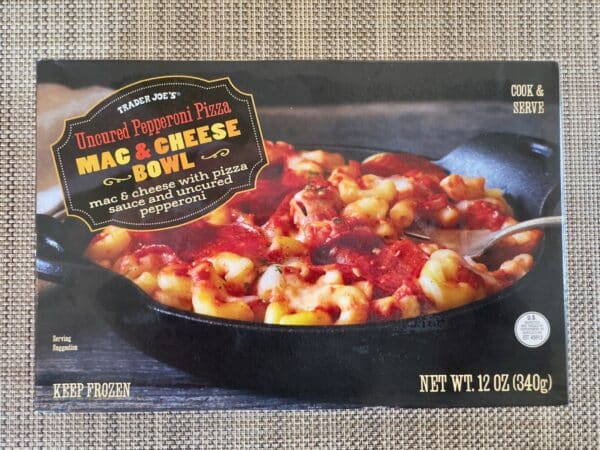 TRADER JOE'S®
Uncured Pepperoni Pizza
MAC & CHEESE
BOWL
mac & cheese with pizza
sauce and uncured
pepperoni
COOK &
SERVE
Serving
Suggestion
U.S.
KEEP FROZEN
NET WT. 12 OZ (340g)